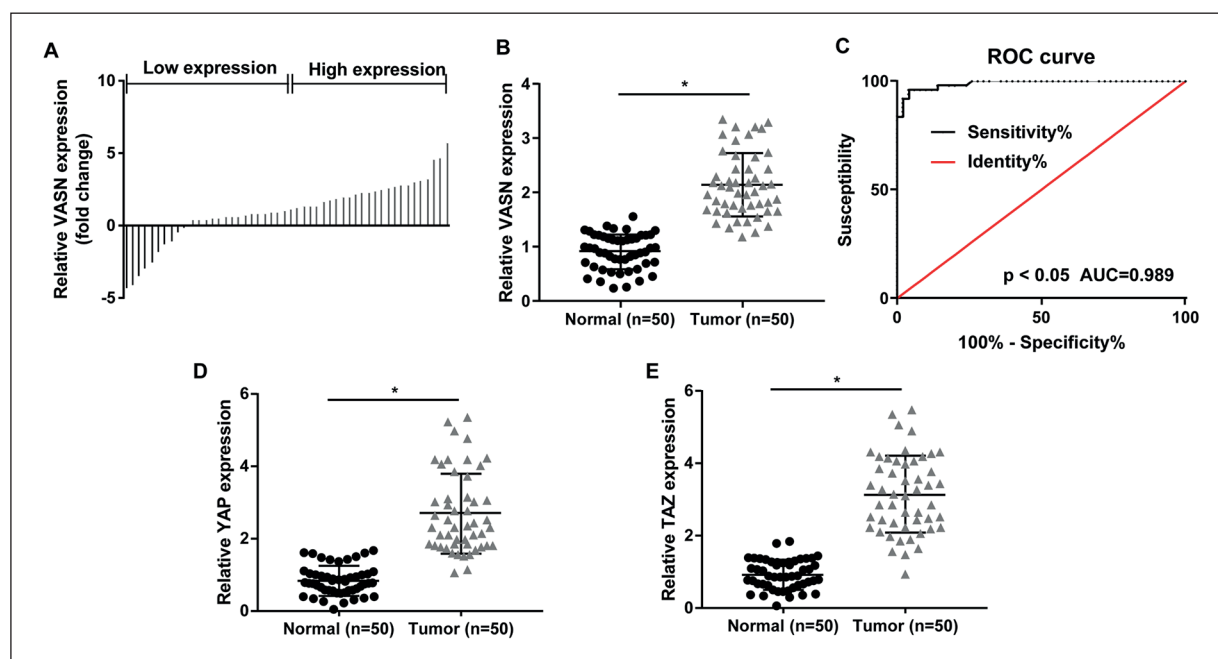 A
Low expression
High expression
Relative VASN expression
(fold change)
10
5
0
-5
B
*
Relative VASN expression
4
3
2
1
0
Normal (n=50)
Tumor (n=50)
C
ROC curve
Susceptibility
100
50
0
Sensitivity%
Identity%
p < 0.05 AUC=0.989
0
50
100
100% - Specificity%
D
*
Relative YAP expression
6
4
2
0
Normal (n=50)
Tumor (n=50)
E
*
Relative TAZ expression
6
4
2
0
Normal (n=50)
Tumor (n=50)